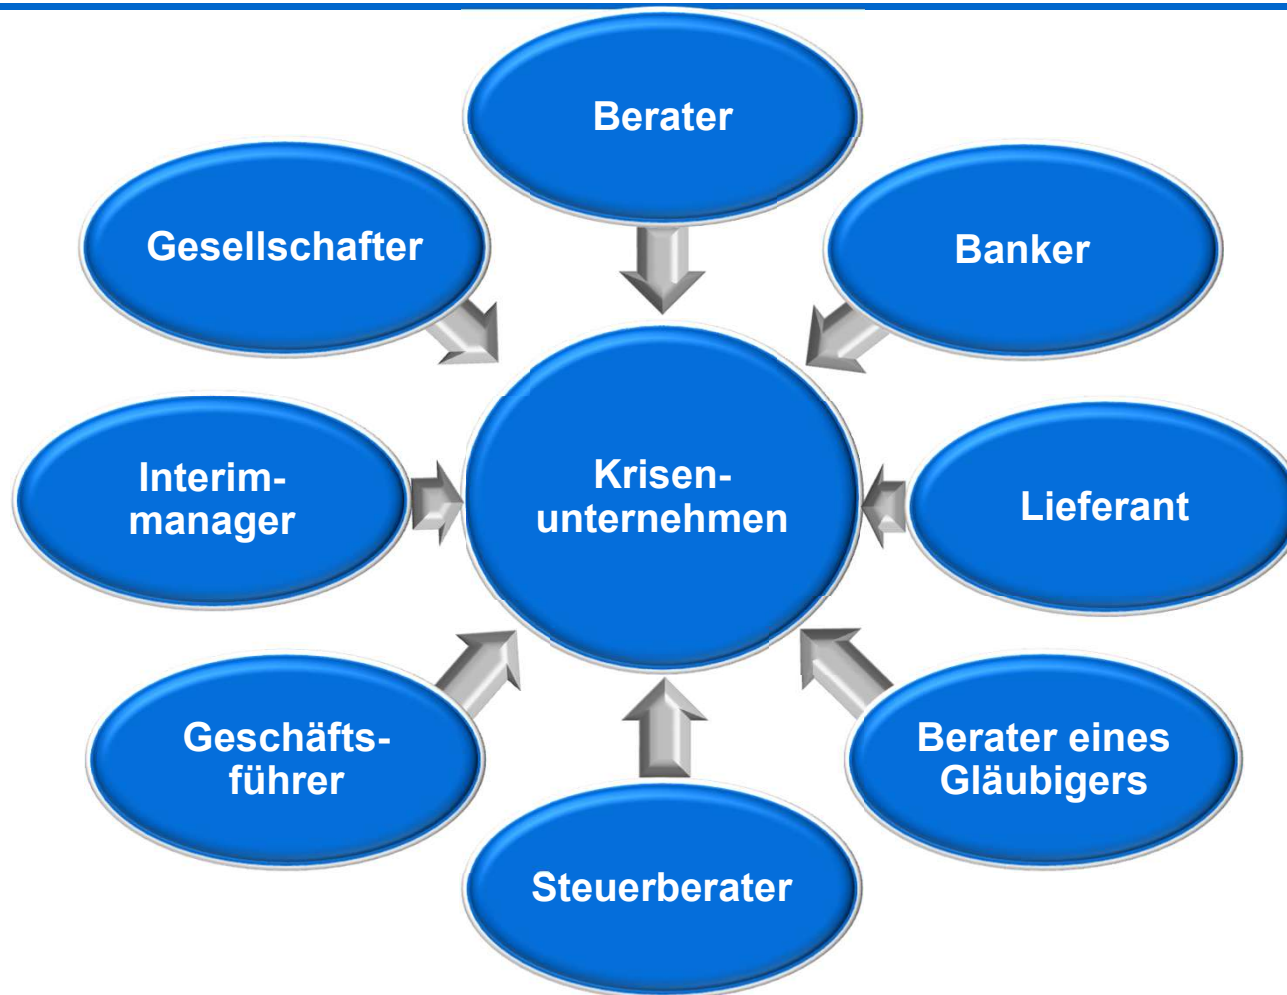 Berater
Gesellschafter
Banker
Interim-
manager
Krisen-
unternehmen
Lieferant
Geschäfts-
führer
Berater eines
Gläubigers
Steuerberater